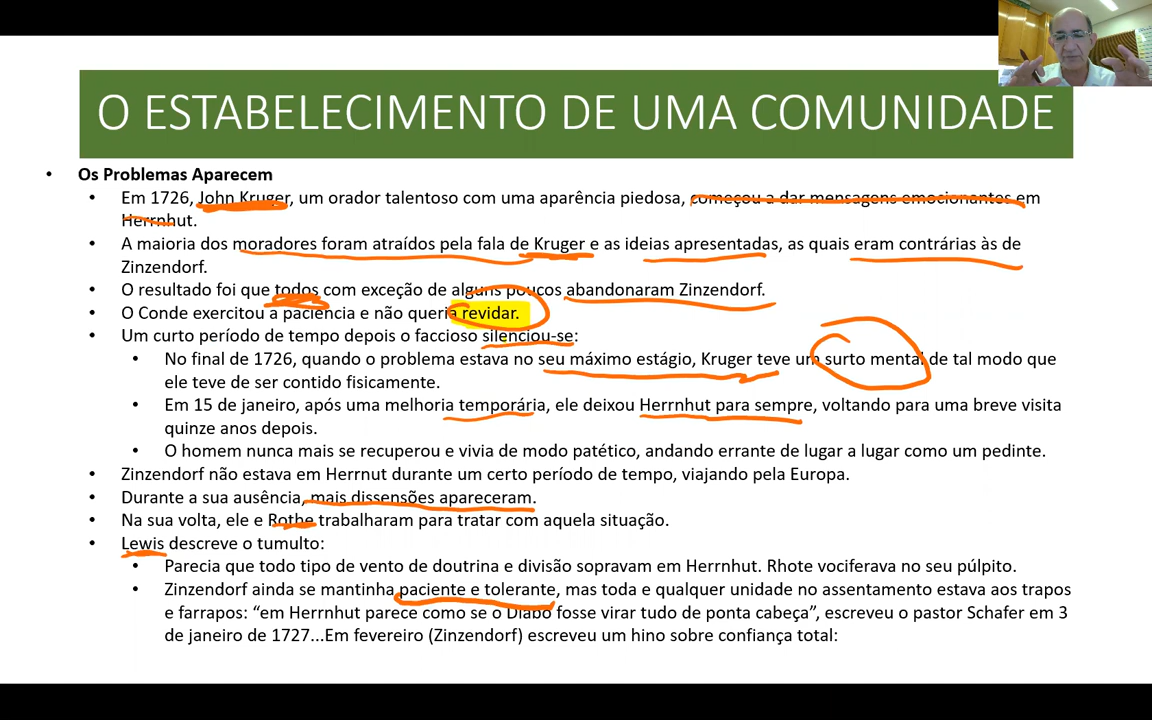 O ESTABELECIMENTO DE UMA COMUNIDADE
• Os Problemas Aparecem
• Em 1726, John Kruger, um orador talentoso com uma aparência piedosa, começou a dar mensagens emocionantes em
Herrnhut.
• A maioria dos moradores foram atraídos pela fala de Kruger e as ideias apresentadas, as quais eram contrárias às de
Zinzendorf.
• O resultado foi que todos com exceção de alguns poucos abandonaram Zinzendorf.
• O Conde exercitou a paciência e não queria revidar.
• Um curto período de tempo depois o faccioso silenciou-se:
• No final de 1726, quando o problema estava no seu máximo estágio, Kruger teve um surto mental de tal modo que
ele teve de ser contido fisicamente.
• Em 15 de janeiro, após uma melhoria temporária, ele deixou Herrnhut para sempre, voltando para uma breve visita
quinze anos depois.
• O homem nunca mais se recuperou e vivia de modo patético, andando errante de lugar a lugar como um pedinte.
• Zinzendorf não estava em Herrnut durante um certo período de tempo, viajando pela Europa.
• Durante a sua ausência, mais dissensões apareceram.
• Na sua volta, ele e Rothe trabalharam para tratar com aquela situação.
• Lewis descreve o tumulto:
• Parecia que todo tipo de vento de doutrina e divisão sopravam em Herrnhut. Rhote vociferava no seu púlpito.
• Zinzendorf ainda se mantinha paciente e tolerante, mas toda e qualquer unidade no assentamento estava aos trapos
e farrapos: “em Herrnhut parece como se o Diabo fosse virar tudo de ponta cabeça”, escreveu o pastor Schafer em 3
de janeiro de 1727...Em fevereiro (Zinzendorf) escreveu um hino sobre confiança total: